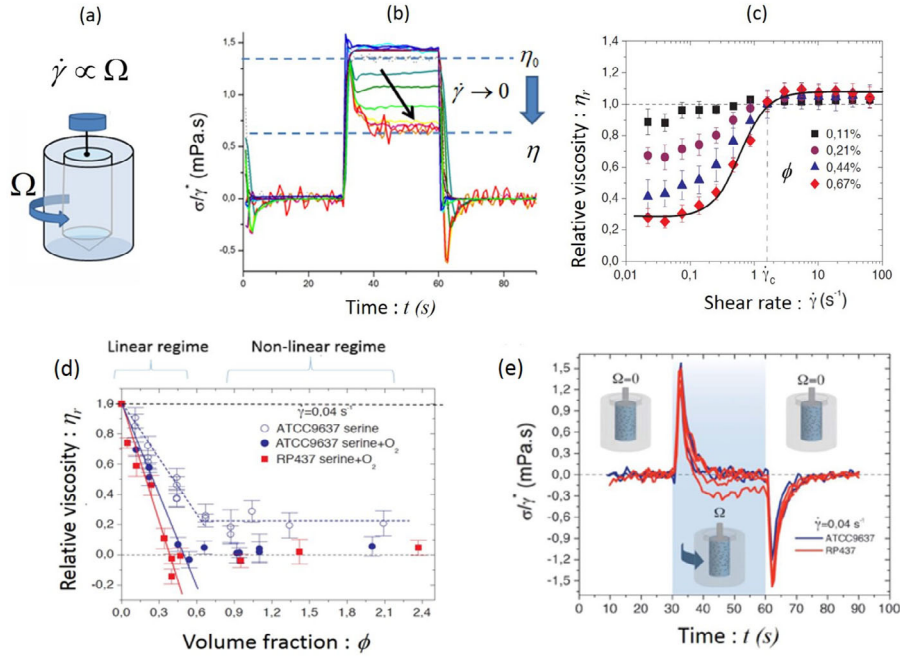 (a)
γ̇ ∝ Ω
Ω
(b)
σ/γ̇ (mPa.s)
1,5
1,0
0,5
0,0
-0,5
0
20
40
60
80
Time : t (s)
η₀
γ̇ → 0
η
(c)
Relative viscosity : ηᵣ
1,4
1,2
1,0
0,8
0,6
0,4
0,2
0,0
0,01
0,1
1
γ̇c
10
100
0,11%
0,21%
0,44%
0,67%
ϕ
Shear rate : γ̇ (s⁻¹)
Linear regime
Non-linear regime
(d)
Relative viscosity : ηᵣ
1,0
0,8
0,6
0,4
0,2
0,0
-0,2
γ̇=0,04 s⁻¹
ATCC9637 serine
ATCC9637 serine+O₂
RP437 serine+O₂
0,0
0,3
0,6
0,9
1,2
1,5
1,8
2,1
2,4
Volume fraction : ϕ
(e)
σ/γ̇ (mPa.s)
1,5
1,2
0,9
0,6
0,3
0,0
-0,3
-0,6
-0,9
-1,2
-1,5
Ω=0
Ω=0
Ω
γ̇=0,04 s⁻¹
ATCC9637
RP437
0
10
20
30
40
50
60
70
80
90
100
Time : t (s)